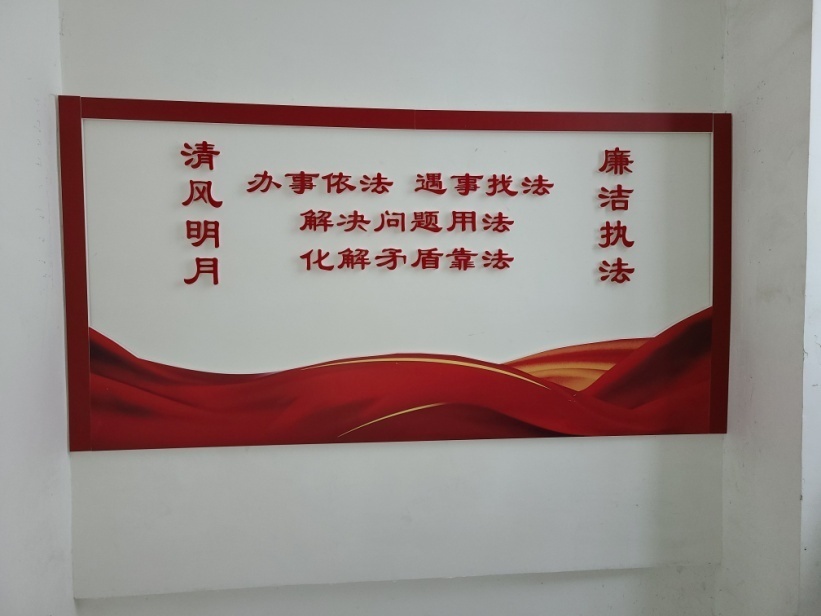 清风明月
办事依法 遇事找法
解决问题用法
化解矛盾靠法
廉洁执法